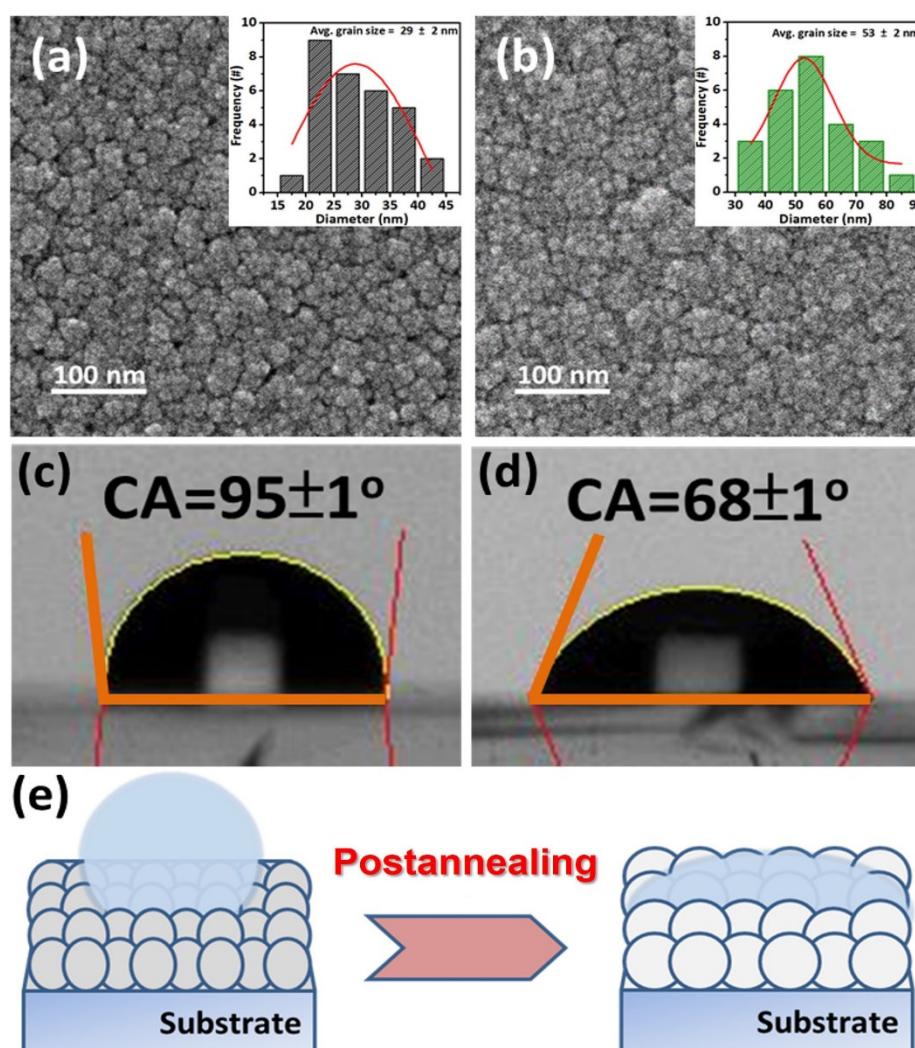 (a)
Avg. grain size = 29 ± 2 nm
10
8
6
4
2
0
Frequency (#)
15 20 25 30 35 40 45
Diameter (nm)
100 nm
(b)
Avg. grain size = 53 ± 2 nm
10
8
6
4
2
0
Frequency (#)
30 40 50 60 70 80
Diameter (nm)
100 nm
(c)
CA=95±1º
(d)
CA=68±1º
(e)
Postannealing
Substrate
Substrate